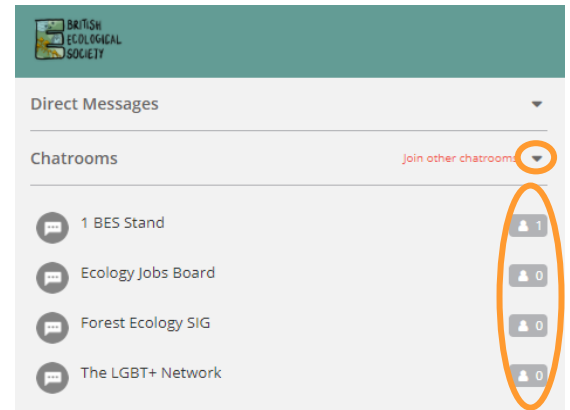 BRITISH
ECOLOGICAL
SOCIETY
Direct Messages
Chatrooms Join other chatrooms
1 BES Stand 1
Ecology Jobs Board 0
Forest Ecology SIG 0
The LGBT+ Network 0